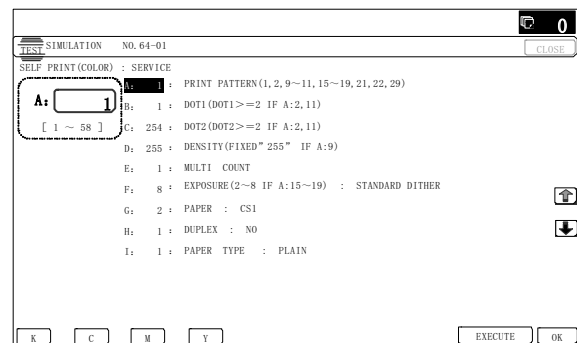 0
TEST SIMULATION NO.64-01
CLOSE
SELF PRINT(COLOR) : SERVICE
A: 1
[ 1 ~ 58 ]
A: 1 : PRINT PATTERN(1,2,9~11,15~19,21,22,29)
B: 1 : DOT1(DOT1>=2 IF A:2,11)
C: 254 : DOT2(DOT2>=2 IF A:2,11)
D: 255 : DENSITY(FIXED"255" IF A:9)
E: 1 : MULTI COUNT
F: 8 : EXPOSURE(2~8 IF A:15~19) : STANDARD DITHER
G: 2 : PAPER : CS1
H: 1 : DUPLEX : NO
I: 1 : PAPER TYPE : PLAIN
K C M Y EXECUTE OK